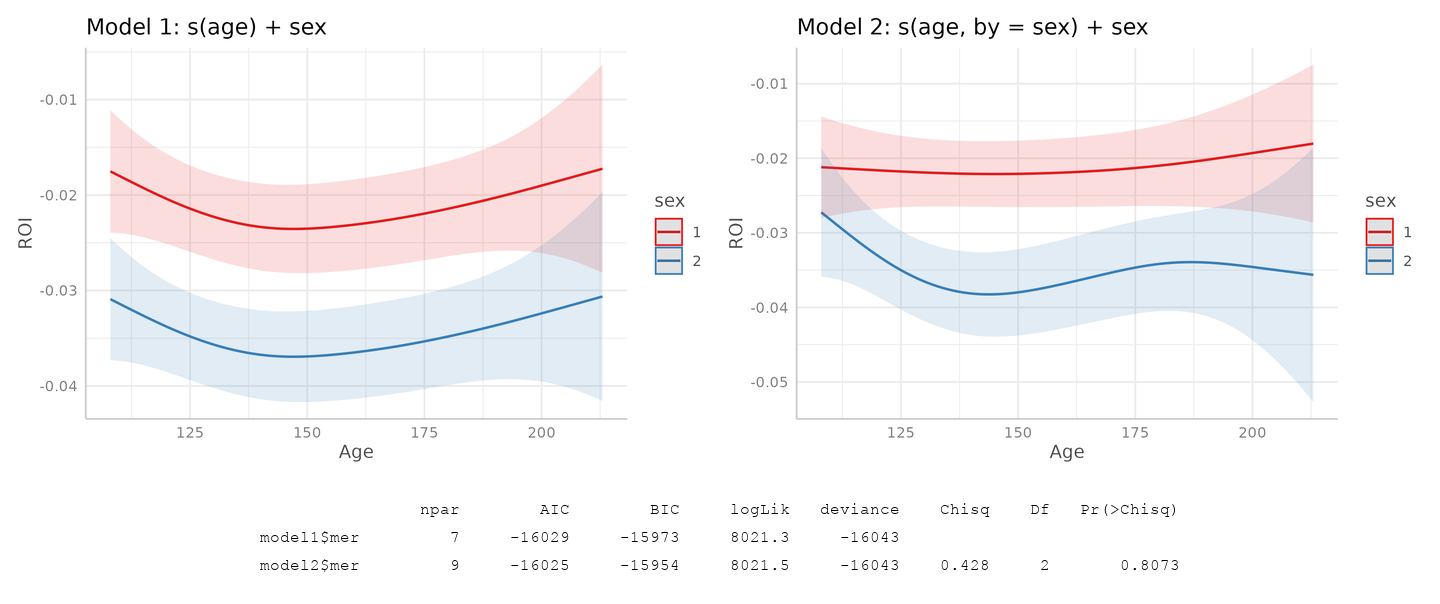 Model 1: s(age) + sex
-0.01
-0.02
-0.03
-0.04
ROI
125 150 175 200
Age
sex
1
2
Model 2: s(age, by = sex) + sex
-0.01
-0.02
-0.03
-0.04
-0.05
ROI
125 150 175 200
Age
sex
1
2
npar AIC BIC logLik deviance Chisq Df Pr(>Chisq)
model1$mer 7 -16029 -15973 8021.3 -16043
model2$mer 9 -16025 -15954 8021.5 -16043 0.428 2 0.8073